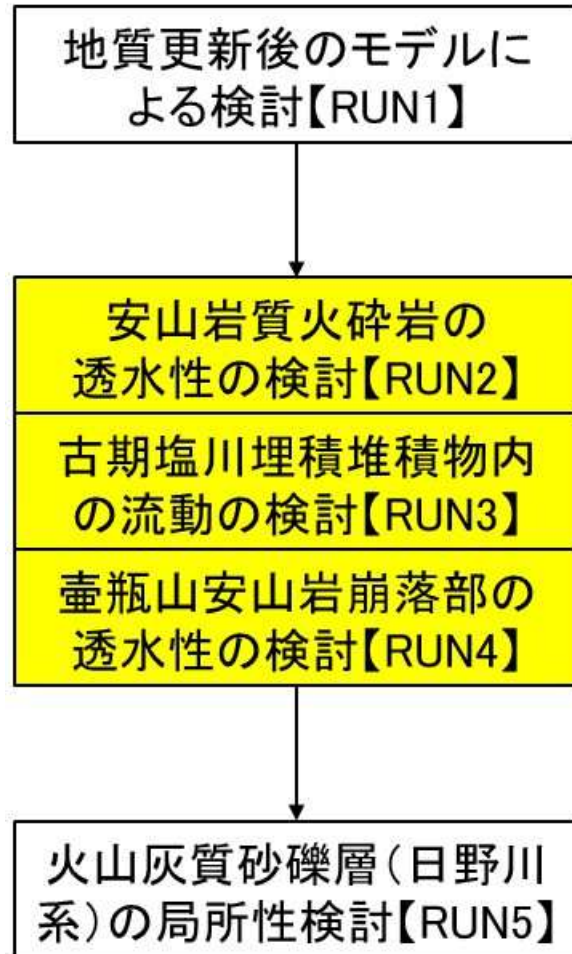 地質更新後のモデルに
よる検討【RUN1】
安山岩質火砕岩の
透水性の検討【RUN2】
古期塩川埋積堆積物内
の流動の検討【RUN3】
壷瓶山安山岩崩落部の
透水性の検討【RUN4】
火山灰質砂礫層(日野川
系)の局所性検討【RUN5】